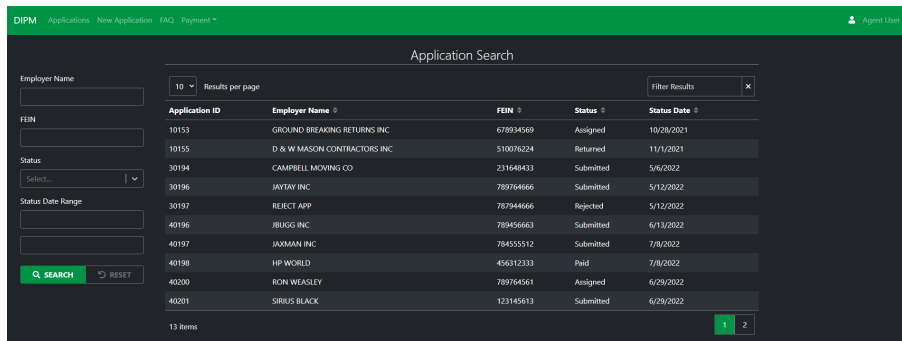 DIPM Applications New Application FAQ Payment Agent User
Application Search
Employer Name
FEIN
Status
Select...
Status Date Range
SEARCH RESET
10 Results per page Filter Results
Application ID Employer Name FEIN Status Status Date
10153 GROUND BREAKING RETURNS INC 678934569 Assigned 10/28/2021
10155 D & W MASON CONTRACTORS INC 510076224 Returned 11/1/2021
30194 CAMPBELL MOVING CO 231648433 Submitted 5/6/2022
30196 JAYTAY INC 789764666 Submitted 5/12/2022
30197 REJECT APP 787944666 Rejected 5/12/2022
40196 JBUGG INC 789456663 Submitted 6/13/2022
40197 JAXMAN INC 784555512 Submitted 7/8/2022
40198 HP WORLD 456312333 Paid 7/8/2022
40200 RON WEASLEY 789764561 Assigned 6/29/2022
40201 SIRIUS BLACK 123145613 Submitted 6/29/2022
13 items 1 2